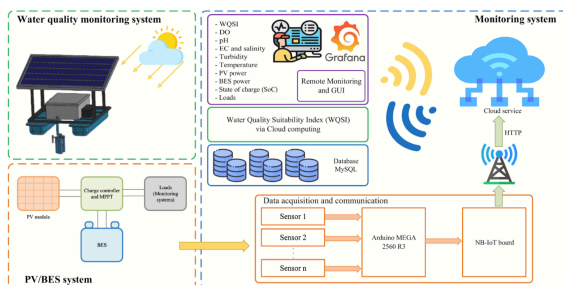 Water quality monitoring system
Monitoring system
- WQSI
- DO
- pH
- EC and salinity
- Turbidity
- Temperature
- PV power
- BES power
- State of charge (SoC)
- Loads
Grafana
Remote Monitoring
and GUI
Water Quality Suitability Index (WQSI)
via Cloud computing
Database
MySQL
Cloud service
HTTP
Data acquisition and communication
Sensor 1
Sensor 2
Sensor n
Arduino MEGA
2560 R3
NB-IoT board
PV module
Charge controller
and MPPT
Loads
(Monitoring
systems)
BES
PV/BES system